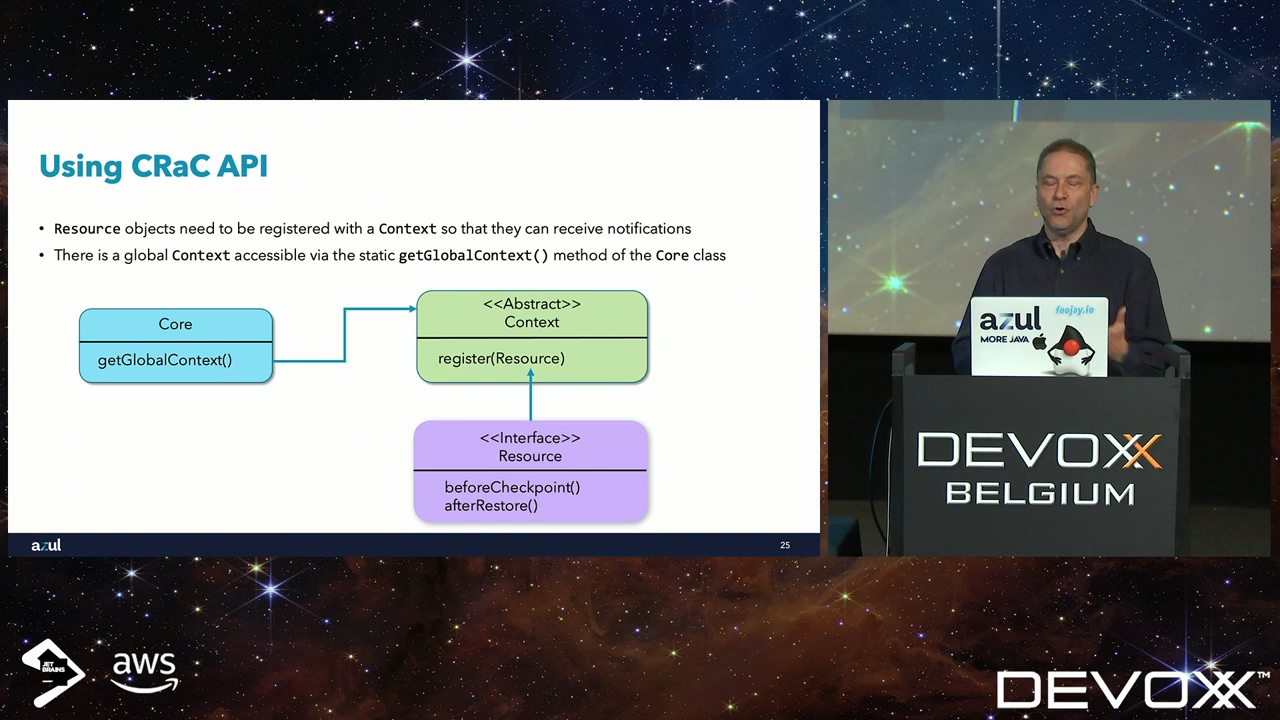 Using CRaC API
• Resource objects need to be registered with a Context so that they can receive notifications
• There is a global Context accessible via the static getGlobalContext() method of the Core class
Core
getGlobalContext()
<<Abstract>>
Context
register(Resource)
<<Interface>>
Resource
beforeCheckpoint()
afterRestore()
azul
25
azul
MORE JAVA
foojay.io
DEVOXX
BELGIUM
JET
BRAINS
aws
DEVOXX™